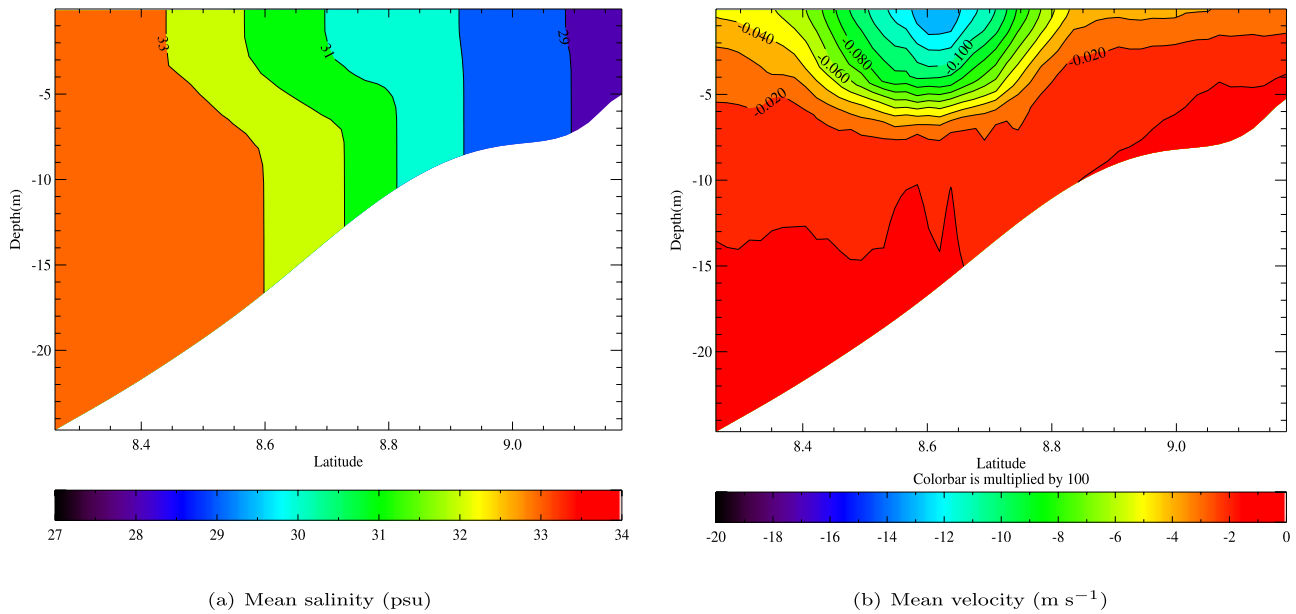 33
31
29
-5
-10
-15
-20
Depth(m)
8.4 8.6 8.8 9.0
Latitude
27 28 29 30 31 32 33 34
(a) Mean salinity (psu)
-0.040
-0.060
-0.080
-0.100
-0.020
-0.020
-5
-10
-15
-20
Depth(m)
8.4 8.6 8.8 9.0
Latitude
Colorbar is multiplied by 100
-20 -18 -16 -14 -12 -10 -8 -6 -4 -2 0
(b) Mean velocity (m s⁻¹)